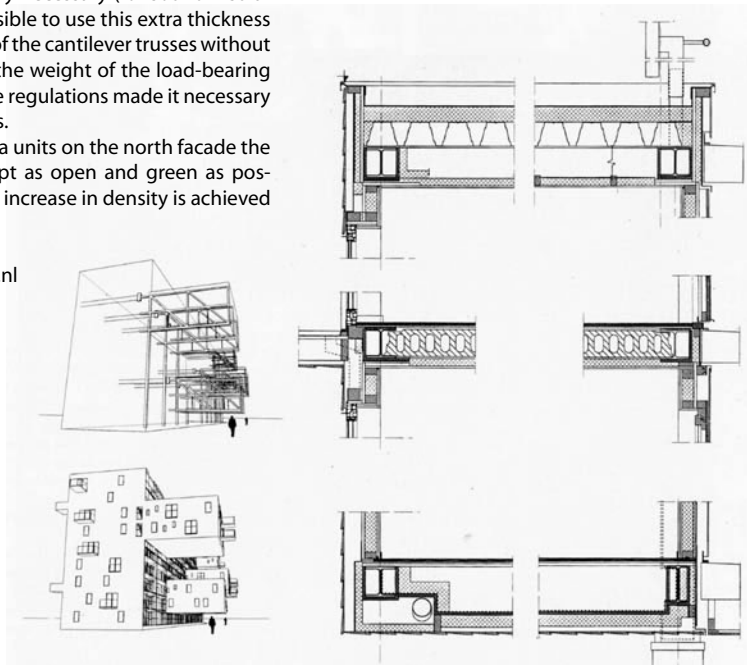 sible to use this extra thickness
of the cantilever trusses without
the weight of the load-bearing
e regulations made it necessary
s.
a units on the north facade the
pt as open and green as pos-
increase in density is achieved
nl